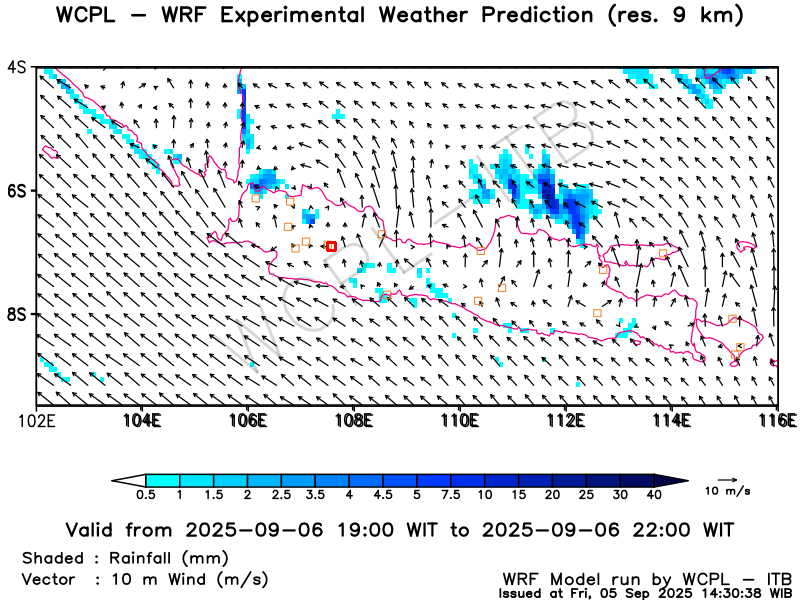 WCPL – WRF Experimental Weather Prediction (res. 9 km)
4S
6S
8S
WCPL-ITB
102E 104E 106E 108E 110E 112E 114E 116E
0.5 1 1.5 2 2.5 3.5 4 4.5 5 7.5 10 15 20 25 30 40
10 m/s
Valid from 2025-09-06 19:00 WIT to 2025-09-06 22:00 WIT
Shaded : Rainfall (mm)
Vector : 10 m Wind (m/s)
WRF Model run by WCPL – ITB
Issued at Fri, 05 Sep 2025 14:30:38 WIB